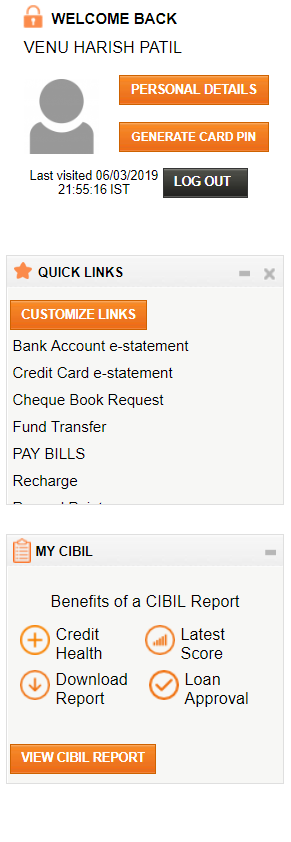 WELCOME BACK
VENU HARISH PATIL
PERSONAL DETAILS
GENERATE CARD PIN
Last visited 06/03/2019
21:55:16 IST
LOG OUT
QUICK LINKS
CUSTOMIZE LINKS
Bank Account e-statement
Credit Card e-statement
Cheque Book Request
Fund Transfer
PAY BILLS
Recharge
MY CIBIL
Benefits of a CIBIL Report
Credit
Health
Latest
Score
Download
Report
Loan
Approval
VIEW CIBIL REPORT